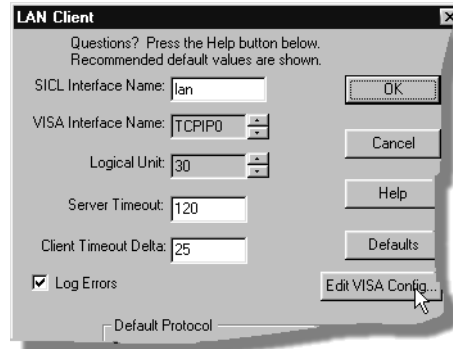 LAN Client
Questions? Press the Help button below.
Recommended default values are shown.
SICL Interface Name: lan
OK
VISA Interface Name: TCPIP0
Cancel
Logical Unit: 30
Help
Server Timeout: 120
Client Timeout Delta: 25
Defaults
Log Errors
Edit VISA Config...
Default Protocol